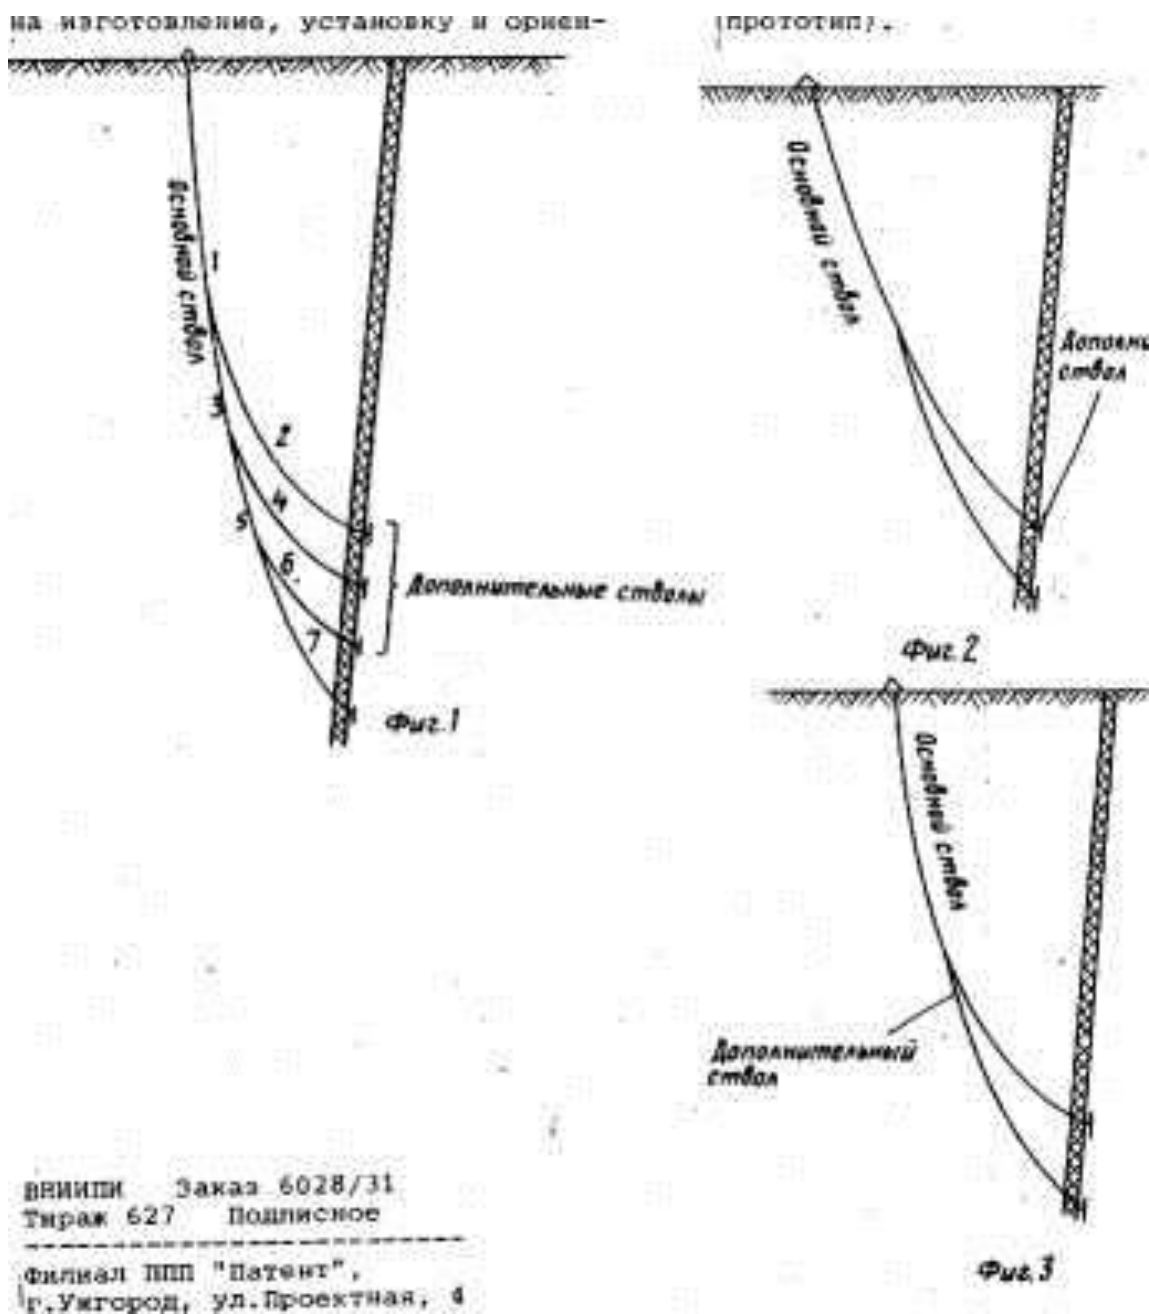 на изготовление, установку и ориен-
(прототип).
Основной ствол
1
3
2
4
5
6
7
Дополнительные стволы
Фиг.1
Основной ствол
Дополни
ствол
Фиг.2
Основной ствол
Дополнительный
ствол
Фиг.3
ВНИИПИ Заказ 6028/31
Тираж 627 Подписное
Филиал ППП "Патент",
г.Ужгород, ул.Проектная, 4